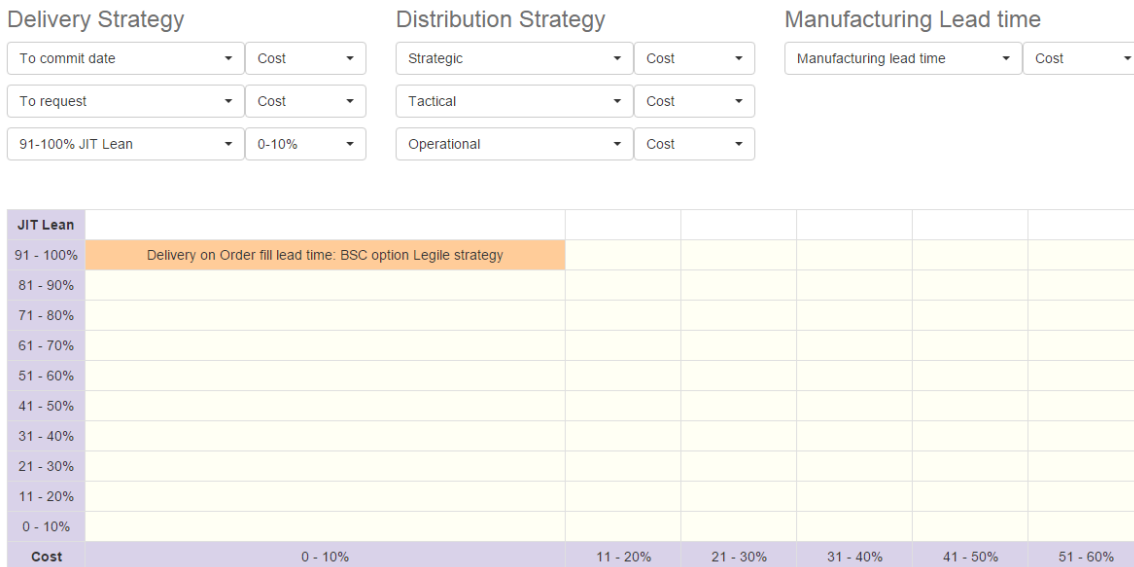 Delivery Strategy Distribution Strategy Manufacturing Lead time
To commit date Cost Strategic Cost Manufacturing lead time Cost
To request Cost Tactical Cost
91-100% JIT Lean 0-10% Operational Cost
JIT Lean
91 - 100% Delivery on Order fill lead time: BSC option Legile strategy
81 - 90%
71 - 80%
61 - 70%
51 - 60%
41 - 50%
31 - 40%
21 - 30%
11 - 20%
0 - 10%
Cost 0 - 10% 11 - 20% 21 - 30% 31 - 40% 41 - 50% 51 - 60%